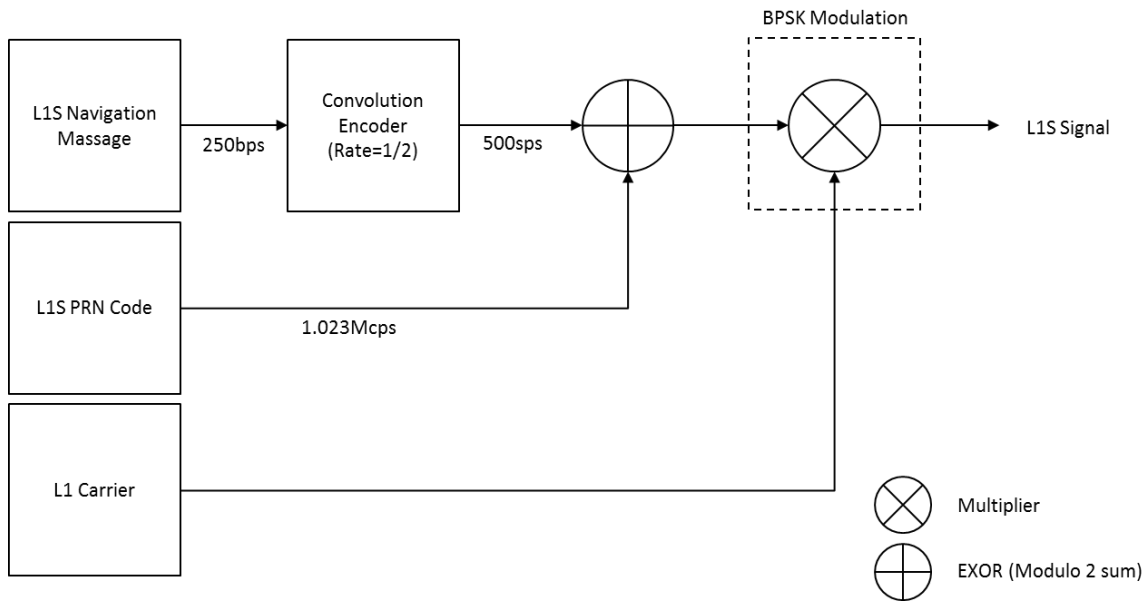 BPSK Modulation
L1S Navigation
Massage
250bps
Convolution
Encoder
(Rate=1/2)
500sps
L1S Signal
L1S PRN Code
1.023Mcps
L1 Carrier
Multiplier
EXOR (Modulo 2 sum)